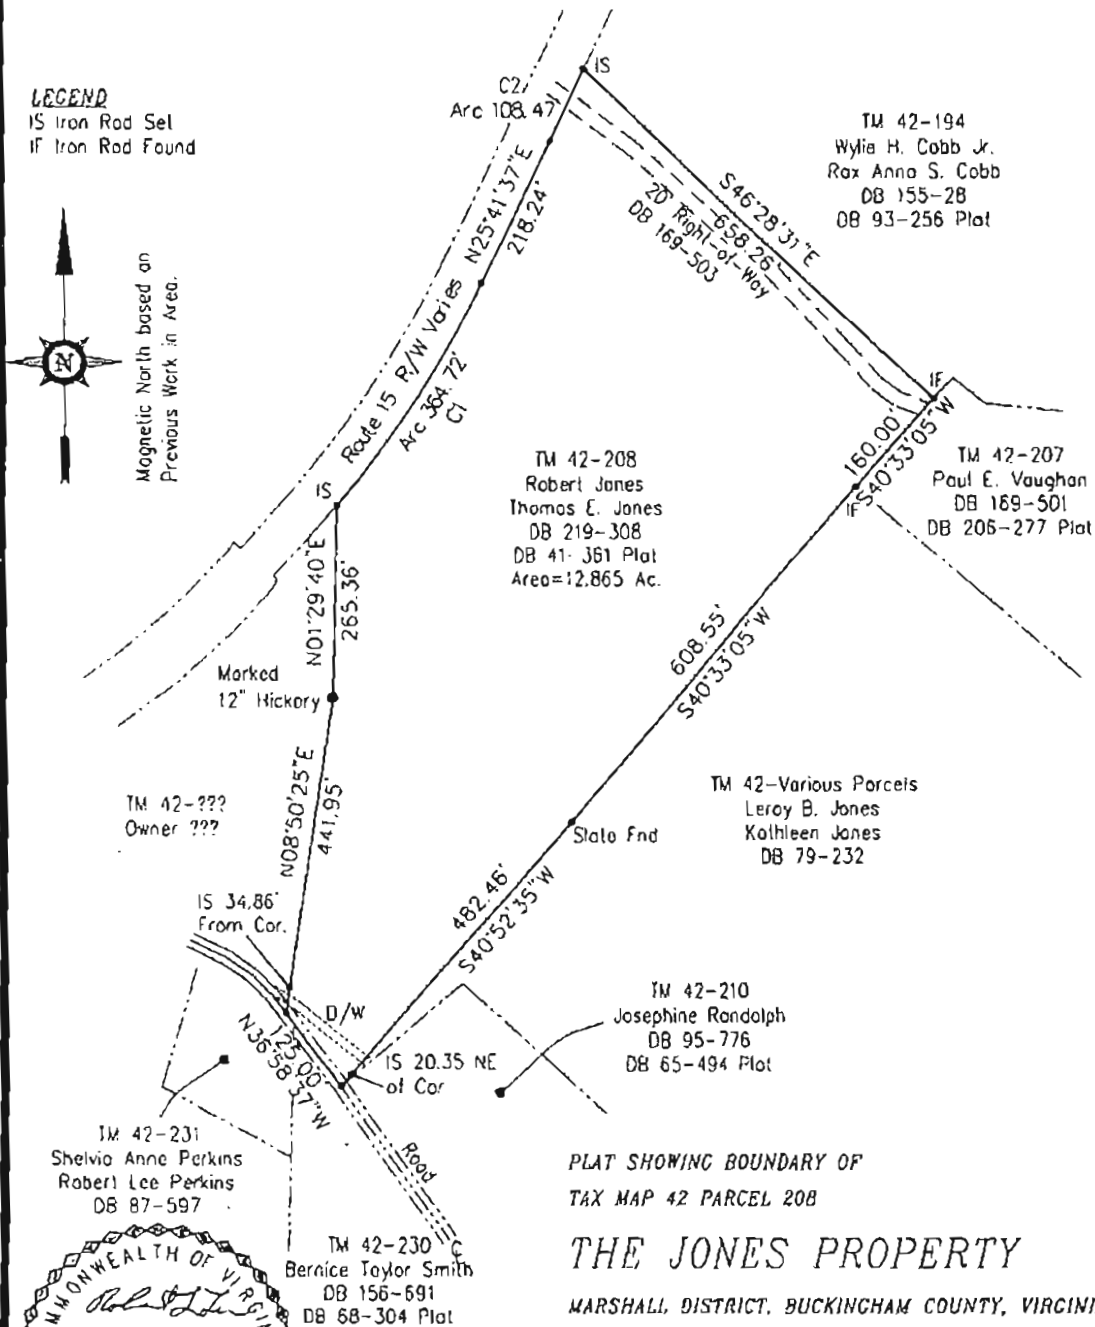 LEGEND
IS Iron Rod Set
IF Iron Rod Found
N
Magnetic North based on
Previous Work in Area.
C2
Arc 108.47'
IS
N25°41'37"E
218.24'
S46°28'31"E
658.26
20' Right-of-Way
DB 169-503
TM 42-194
Wylie H. Cobb Jr.
Rox Anna S. Cobb
DB 155-28
DB 93-256 Plat
Route 15 R/W Varies
Arc 364.72'
C1
IS
IF
160.00'
S40°33'05"W
IF
TM 42-207
Paul E. Vaughan
DB 169-501
DB 206-277 Plat
TM 42-208
Robert Jones
Thomas E. Jones
DB 219-308
DB 41-361 Plat
Area=12.865 Ac.
N01°29'40"E
265.36'
Marked
12" Hickory
608.55'
S40°33'05"W
TM 42-???
Owner ???
N08°50'25"E
441.95'
TM 42-Various Parcels
Leroy B. Jones
Kathleen Jones
DB 79-232
Slate Fnd
482.46'
S40°52'35"W
IS 34.86'
From Cor.
D/W
125.00'
N36°58'37"W
IS 20.35 NE
of Cor
TM 42-210
Josephine Randolph
DB 95-776
DB 65-494 Plat
Road
TM 42-231
Shelvio Anne Perkins
Robert Lee Perkins
DB 87-597
TM 42-230
Bernice Taylor Smith
DB 156-691
DB 68-304 Plat
MMONWEALTH OF VIRGIN
PLAT SHOWING BOUNDARY OF
TAX MAP 42 PARCEL 208
THE JONES PROPERTY
MARSHALL DISTRICT, BUCKINGHAM COUNTY, VIRGINI